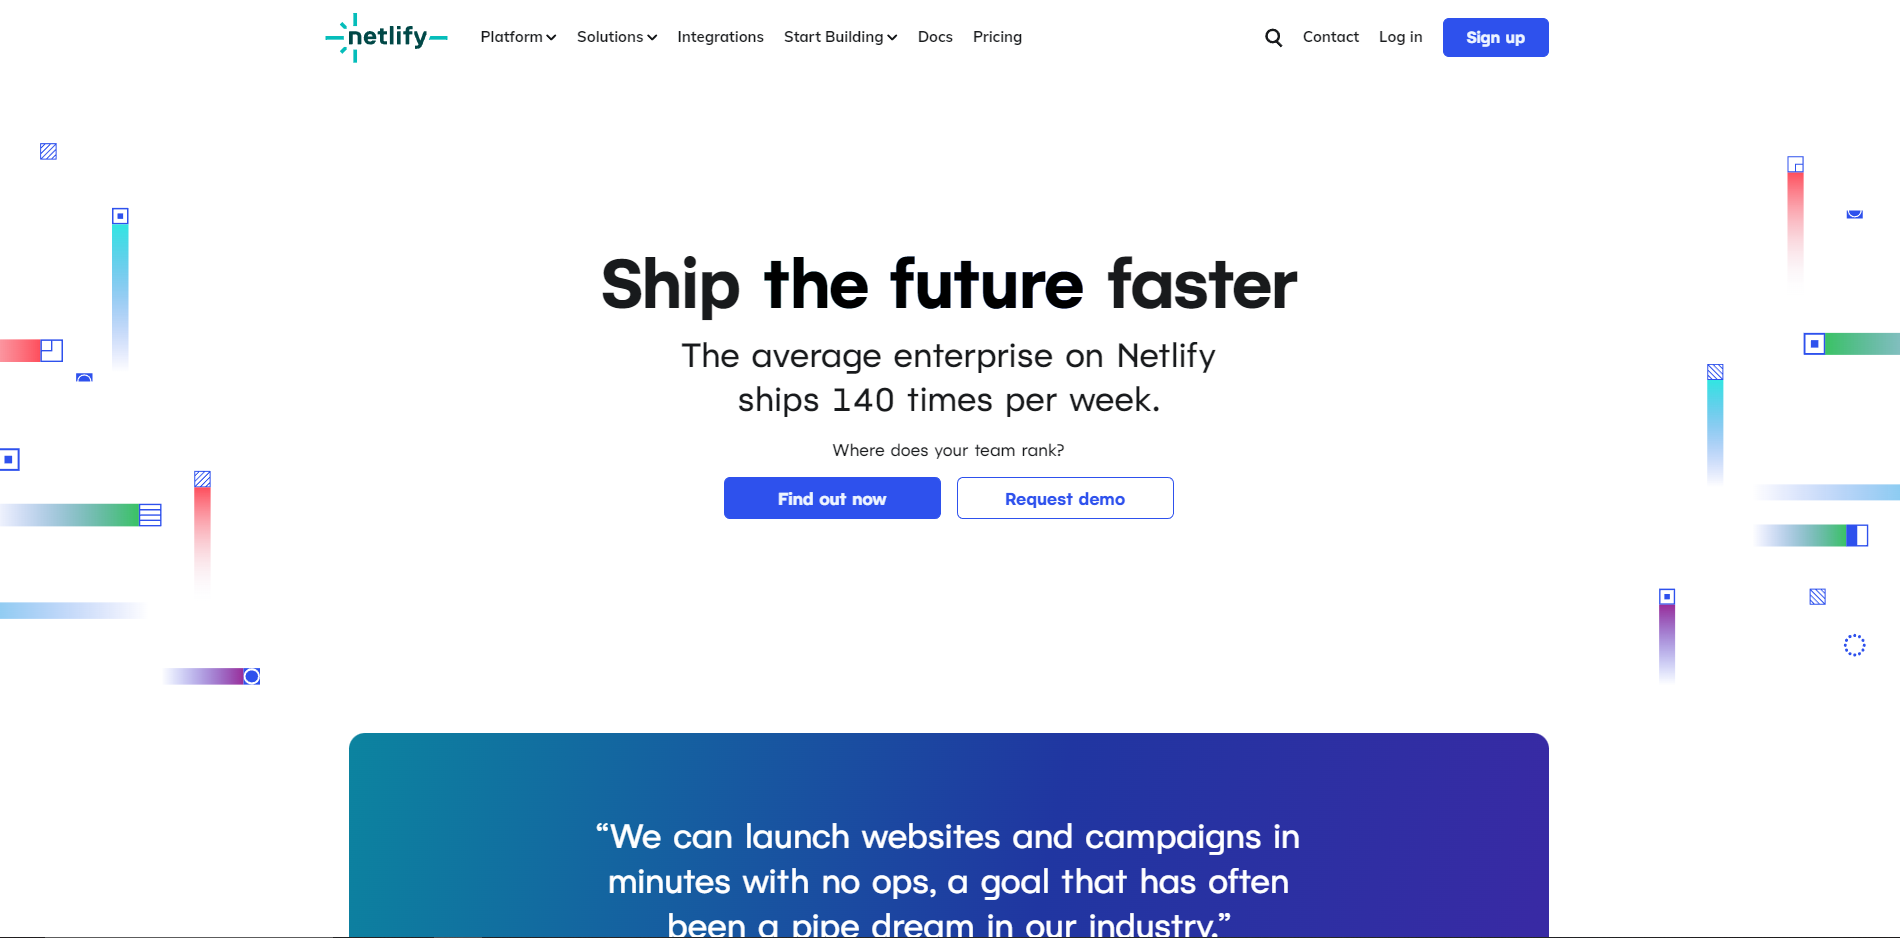 netlify
Platform
Solutions
Integrations
Start Building
Docs
Pricing
Contact
Log in
Sign up
Ship the future faster
The average enterprise on Netlify
ships 140 times per week.
Where does your team rank?
Find out now
Request demo
“We can launch websites and campaigns in
minutes with no ops, a goal that has often
been a pipe dream in our industry.”